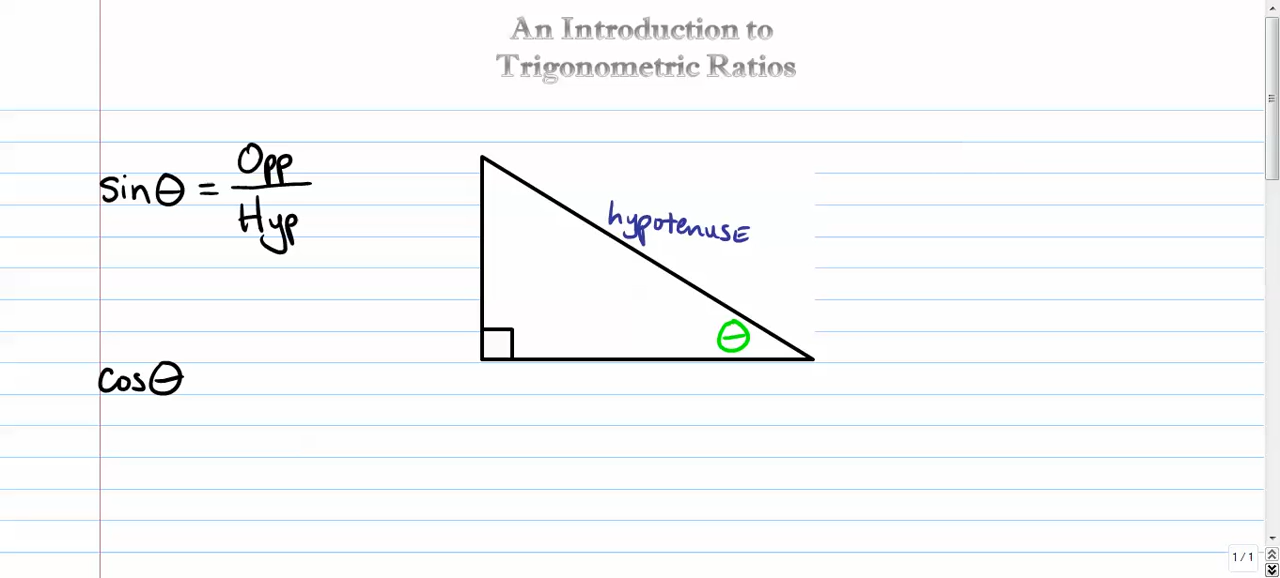 An Introduction to
Trigonometric Ratios
sinθ = Opp
Hyp
hypotenuse
θ
cosθ
1 / 1